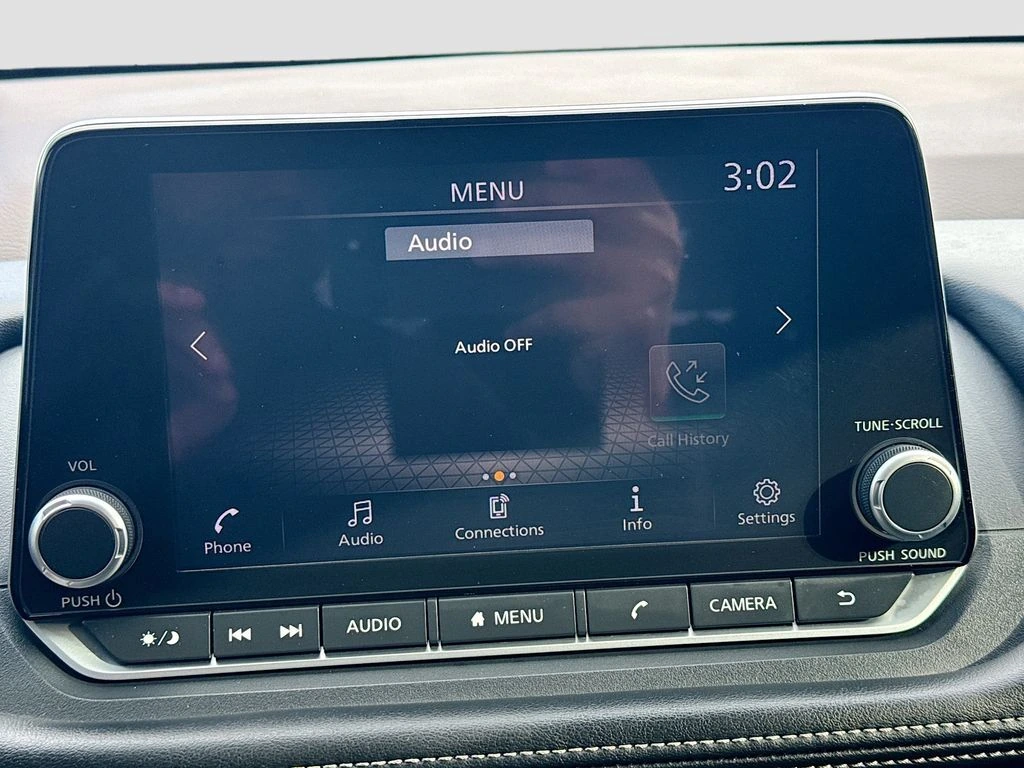 MENU
3:02
Audio
Audio OFF
Call History
TUNE·SCROLL
VOL
Phone
Audio
Connections
Info
Settings
PUSH SOUND
PUSH
AUDIO
MENU
CAMERA